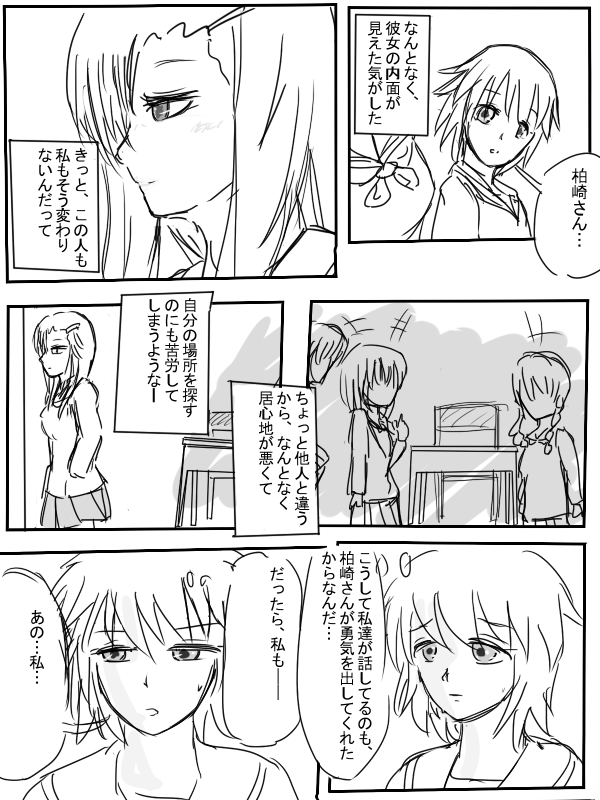 なんとなく、
彼女の内面が
見えた気がした
柏崎さん…
きっと、この人も
私もそう変わり
ないんだって
ちょっと他人と違う
から、なんとなく
居心地が悪くて
自分の場所を探す
のにも苦労して
しまうようなー
こうして私達が話してるのも、
柏崎さんが勇気を出してくれた
からなんだ…
だったら、私も――
あの…私…